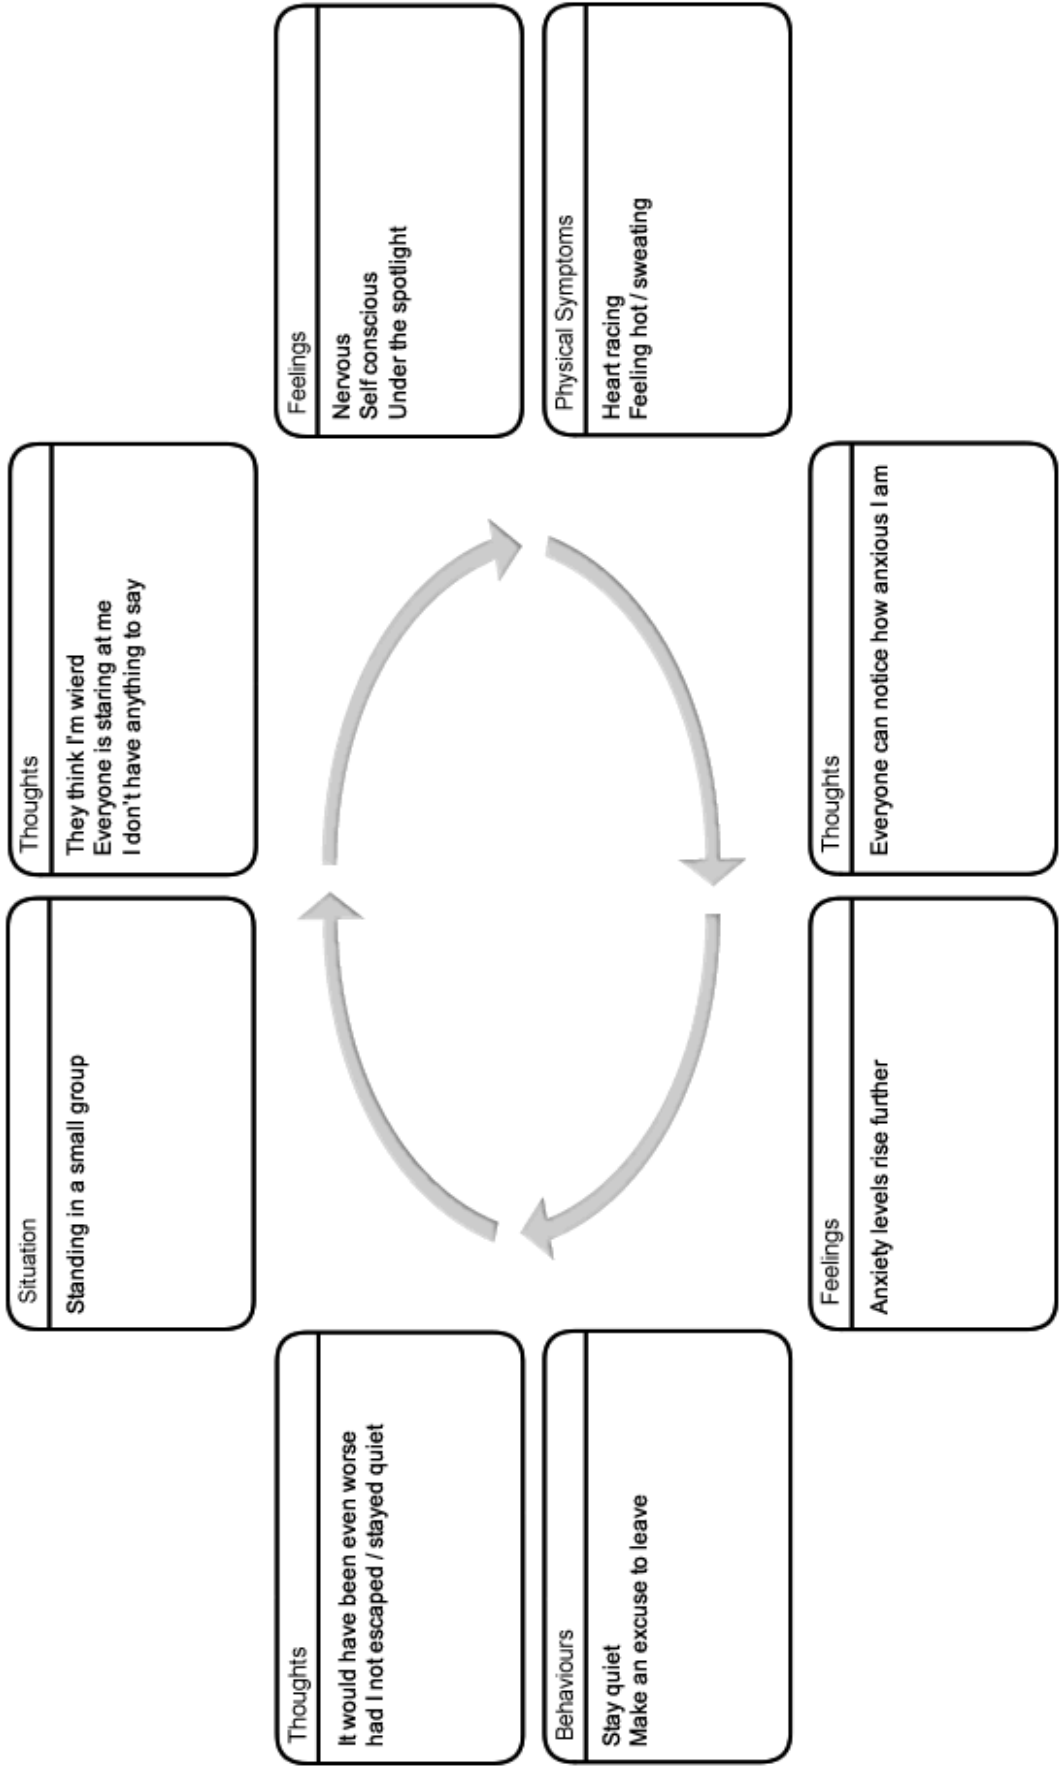 Situation
Standing in a small group
Thoughts
They think I'm wierd
Everyone is staring at me
I don't have anything to say
Feelings
Nervous
Self conscious
Under the spotlight
Physical Symptoms
Heart racing
Feeling hot / sweating
Thoughts
Everyone can notice how anxious I am
Feelings
Anxiety levels rise further
Behaviours
Stay quiet
Make an excuse to leave
Thoughts
It would have been even worse
had I not escaped / stayed quiet